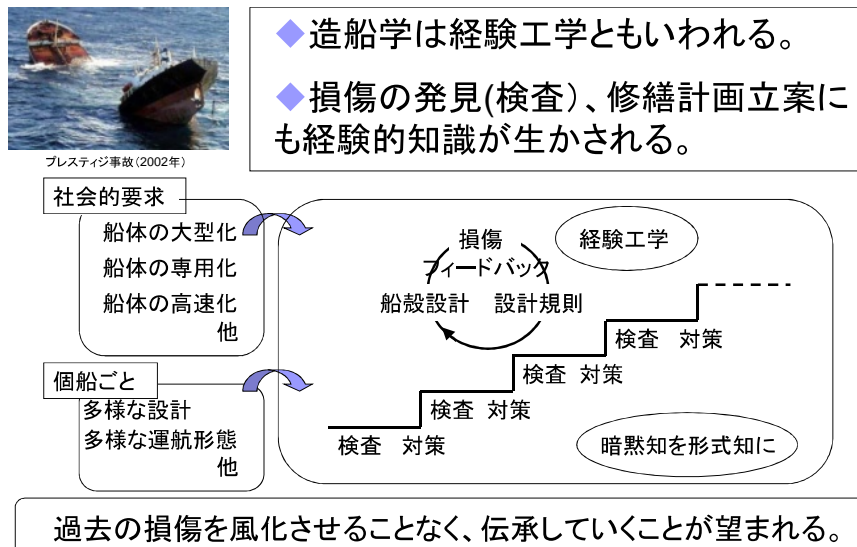 ◆造船学は経験工学ともいわれる。
◆損傷の発見(検査)、修繕計画立案に
も経験的知識が生かされる。
プレスティジ事故(2002年)
社会的要求
船体の大型化
船体の専用化
船体の高速化
他
個船ごと
多様な設計
多様な運航形態
他
損傷
フィードバック
船殻設計 設計規則
経験工学
検査 対策
検査 対策
検査 対策
検査 対策
暗黙知を形式知に
過去の損傷を風化させることなく、伝承していくことが望まれる。